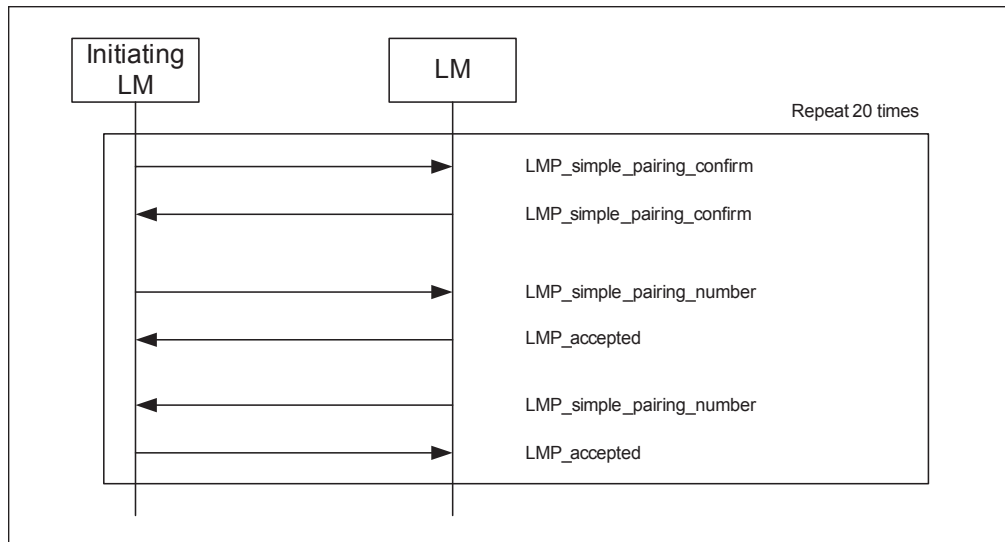 Initiating
LM
LM
Repeat 20 times
LMP_simple_pairing_confirm
LMP_simple_pairing_confirm
LMP_simple_pairing_number
LMP_accepted
LMP_simple_pairing_number
LMP_accepted